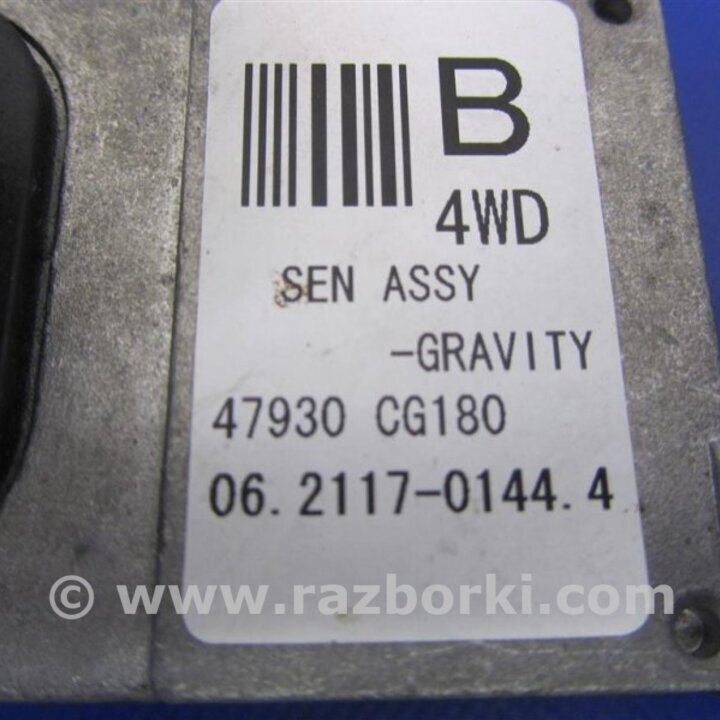 B
4WD
SEN ASSY
-GRAVITY
47930 CG180
06.2117-0144.4
© www.razborki.com